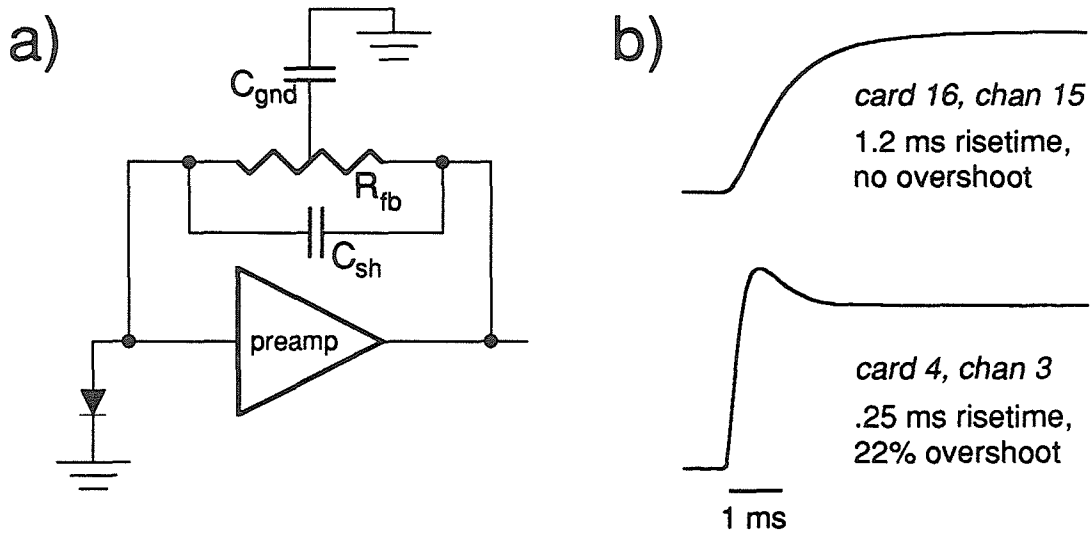 a)
C_gnd
R_fb
C_sh
preamp
b)
card 16, chan 15
1.2 ms risetime,
no overshoot
card 4, chan 3
.25 ms risetime,
22% overshoot
1 ms